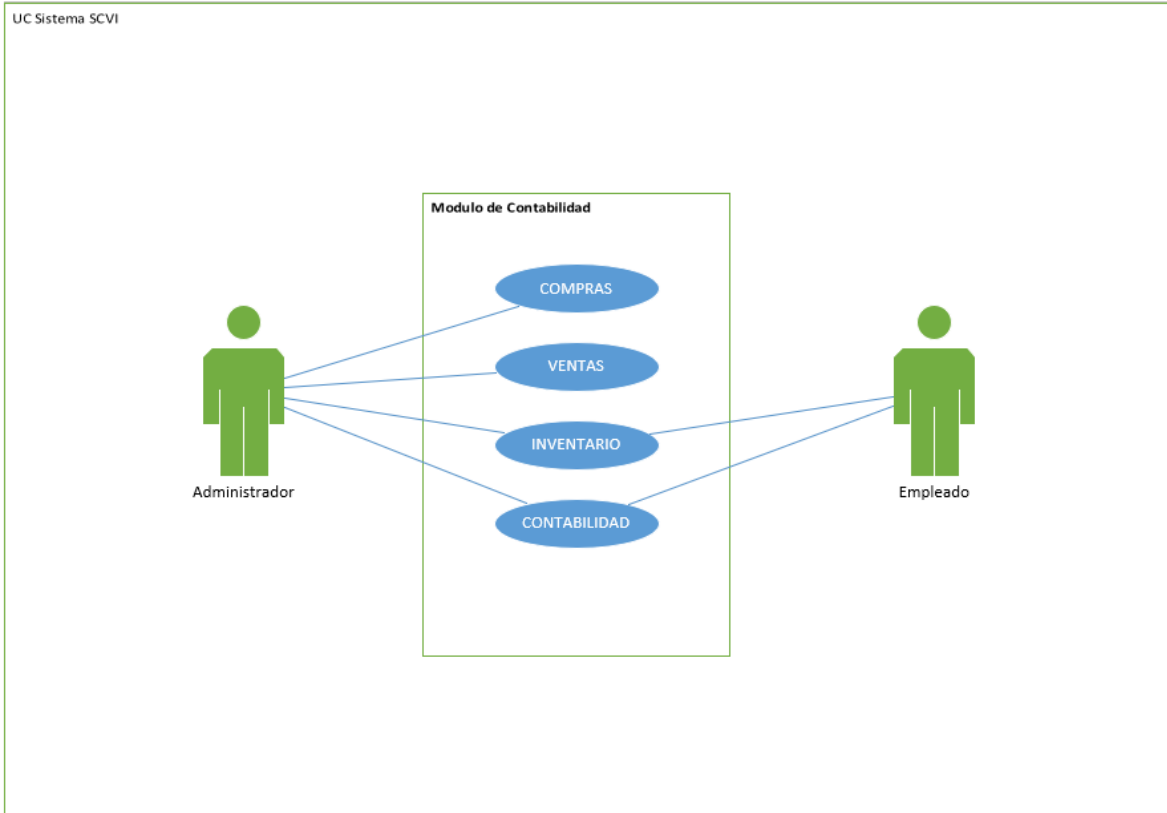 UC Sistema SCVI
Modulo de Contabilidad
COMPRAS
VENTAS
INVENTARIO
CONTABILIDAD
Administrador
Empleado